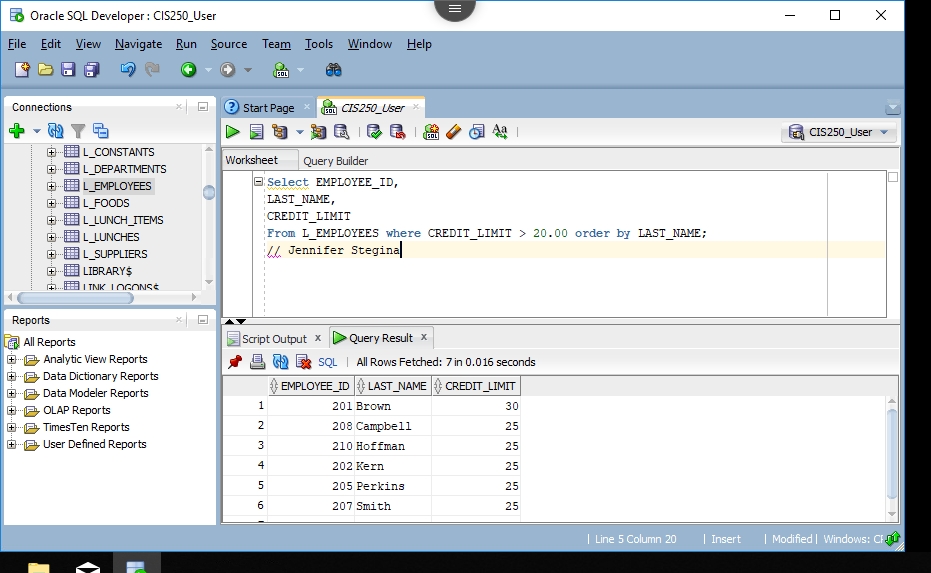 Oracle SQL Developer : CIS250_User
File Edit View Navigate Run Source Team Tools Window Help
SQL
Connections
L_CONSTANTS
L_DEPARTMENTS
L_EMPLOYEES
L_FOODS
L_LUNCH_ITEMS
L_LUNCHES
L_SUPPLIERS
LIBRARY$
LINK_LOGONS$
Reports
All Reports
Analytic View Reports
Data Dictionary Reports
Data Modeler Reports
OLAP Reports
TimesTen Reports
User Defined Reports
Start Page CIS250_User
SQL Aa CIS250_User
Worksheet Query Builder
Select EMPLOYEE_ID,
LAST_NAME,
CREDIT_LIMIT
From L_EMPLOYEES where CREDIT_LIMIT > 20.00 order by LAST_NAME;
// Jennifer Stegina
Script Output x Query Result x
SQL | All Rows Fetched: 7 in 0.016 seconds
EMPLOYEE_ID LAST_NAME CREDIT_LIMIT
1 201 Brown 30
2 208 Campbell 25
3 210 Hoffman 25
4 202 Kern 25
5 205 Perkins 25
6 207 Smith 25
| Line 5 Column 20 | Insert | Modified | Windows: